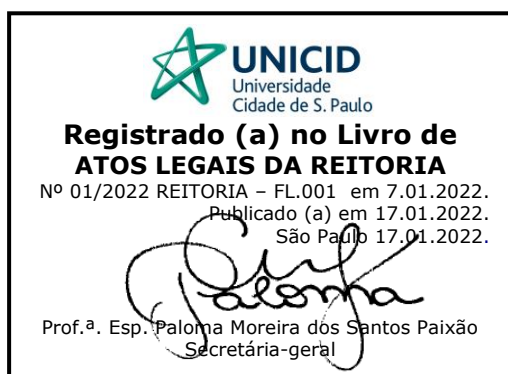 UNICID
Universidade
Cidade de S. Paulo
Registrado (a) no Livro de
ATOS LEGAIS DA REITORIA
Nº 01/2022 REITORIA – FL.001 em 7.01.2022.
Publicado (a) em 17.01.2022.
São Paulo 17.01.2022.
Paloma
Prof.ª. Esp. Paloma Moreira dos Santos Paixão
Secretária-geral